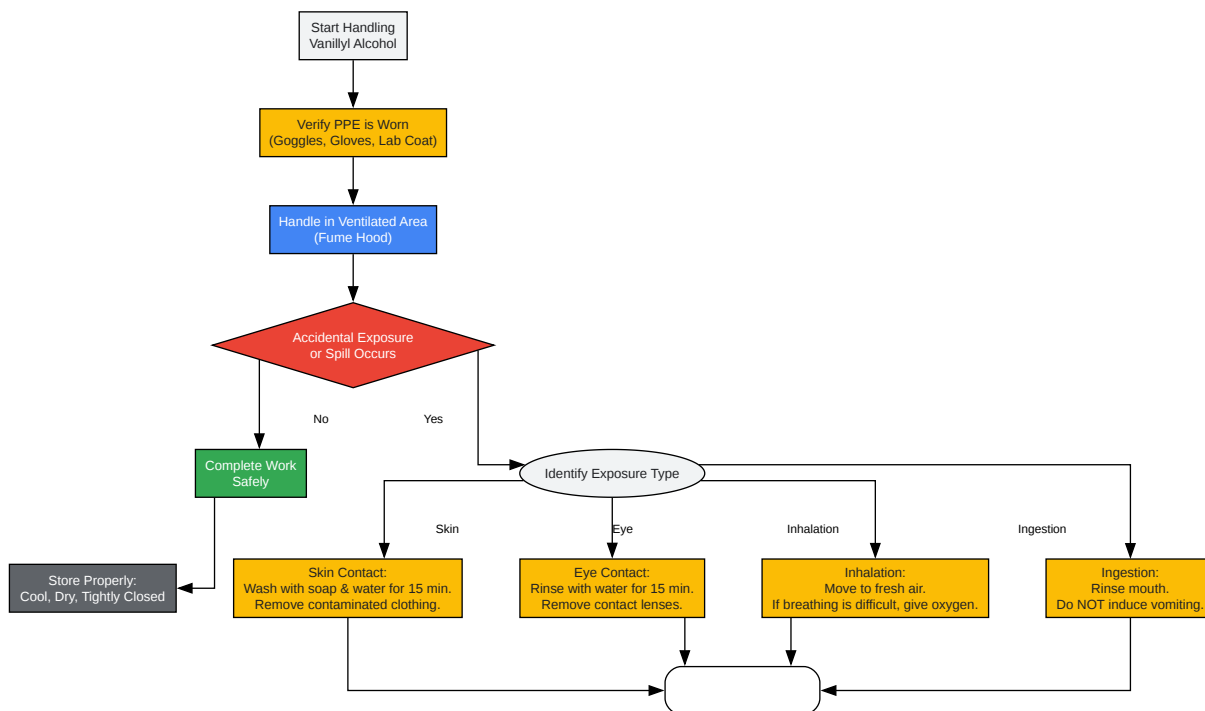 Start Handling
Vanillyl Alcohol
Verify PPE is Worn
(Goggles, Gloves, Lab Coat)
Handle in Ventilated Area
(Fume Hood)
Accidental Exposure
or Spill Occurs
No
Yes
Complete Work
Safely
Identify Exposure Type
Skin
Eye
Inhalation
Ingestion
Store Properly:
Cool, Dry, Tightly Closed
Skin Contact:
Wash with soap & water for 15 min.
Remove contaminated clothing.
Eye Contact:
Rinse with water for 15 min.
Remove contact lenses.
Inhalation:
Move to fresh air.
If breathing is difficult, give oxygen.
Ingestion:
Rinse mouth.
Do NOT induce vomiting.